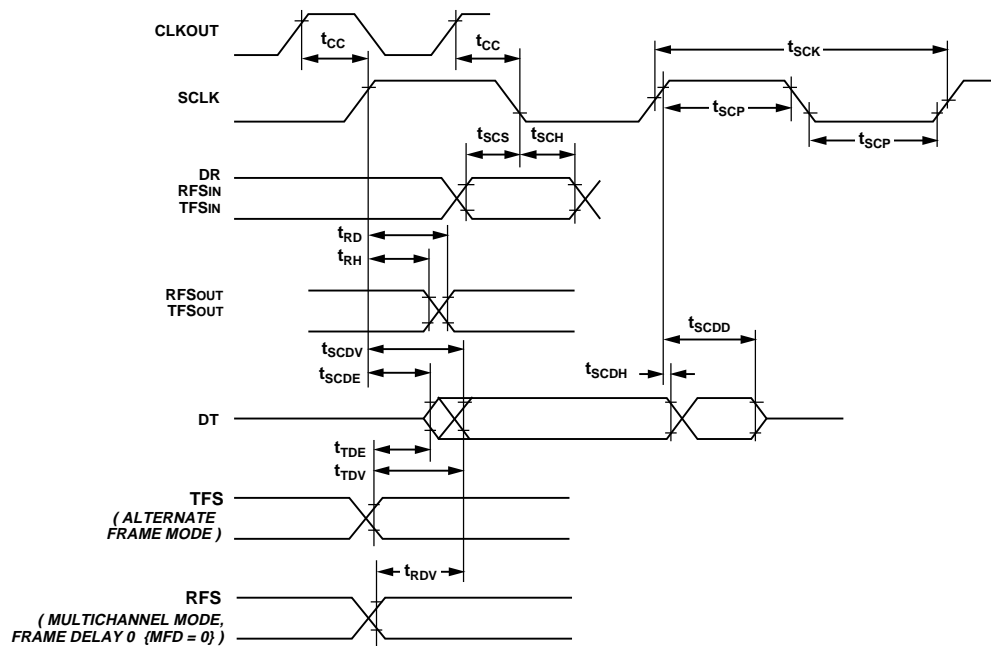 CLKOUT
tCC
tCC
tSCK
SCLK
tSCP
tSCP
tSCS
tSCH
DR
RFSIN
TFSIN
tRD
tRH
RFSOUT
TFSOUT
tSCDV
tSCDE
tSCDD
tSCDH
DT
tTDE
tTDV
TFS
( ALTERNATE
FRAME MODE )
tRDV
RFS
( MULTICHANNEL MODE,
FRAME DELAY 0 {MFD = 0} )